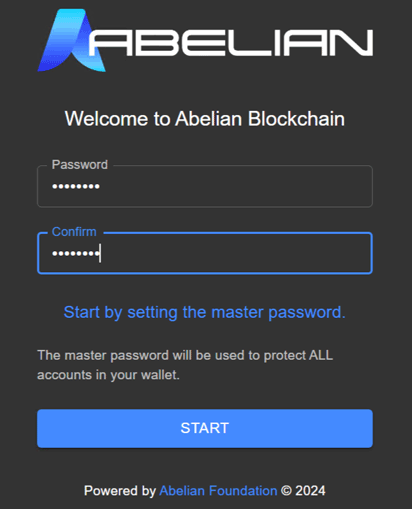 ABELIAN
Welcome to Abelian Blockchain
Password
••••••••
Confirm
••••••••
Start by setting the master password.
The master password will be used to protect ALL
accounts in your wallet.
START
Powered by Abelian Foundation © 2024